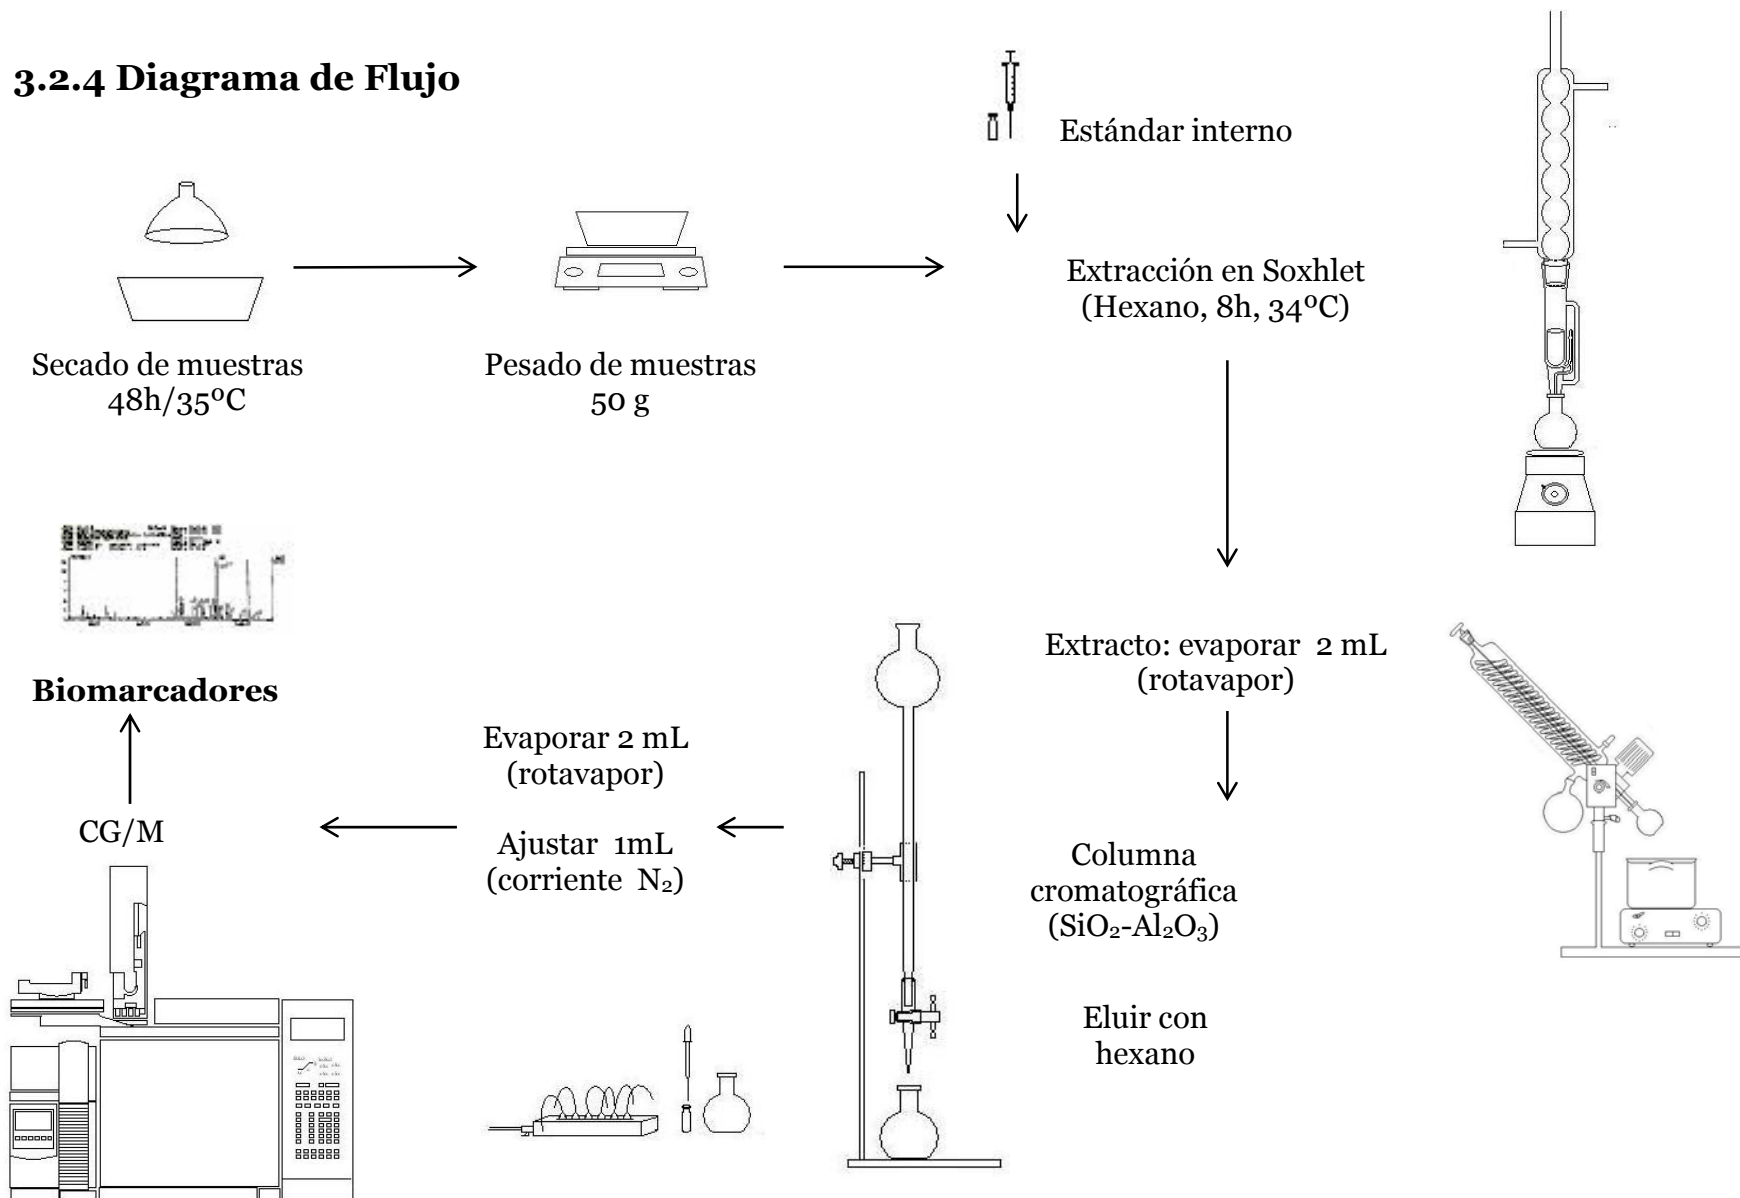 3.2.4 Diagrama de Flujo
Estándar interno
Extracción en Soxhlet
(Hexano, 8h, 34ºC)
Secado de muestras
48h/35ºC
Pesado de muestras
50 g
Extracto: evaporar 2 mL
(rotavapor)
Columna
cromatográfica
(SiO₂-Al₂O₃)
Eluir con
hexano
Evaporar 2 mL
(rotavapor)
Ajustar 1mL
(corriente N₂)
CG/M
Biomarcadores